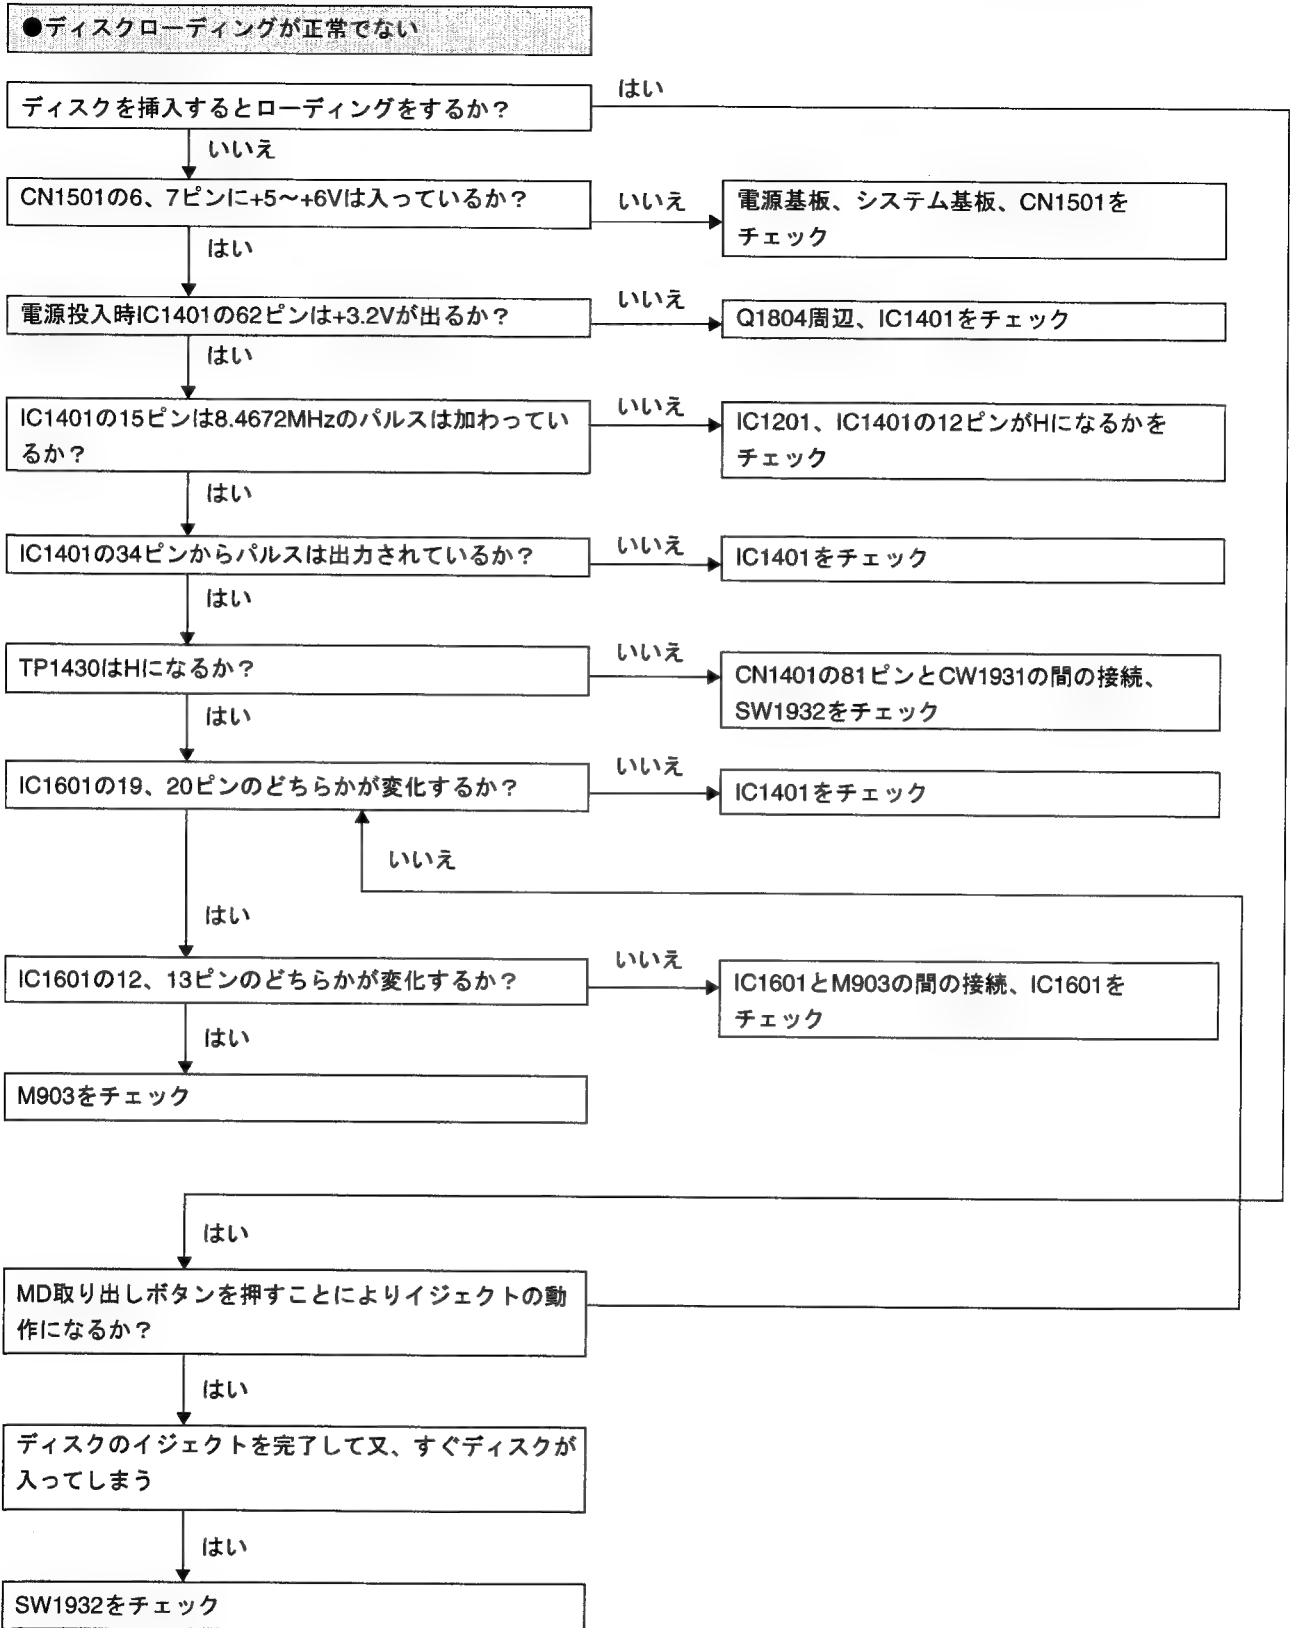 ●ディスクローディングが正常でない
ディスクを挿入するとローディングをするか？
はい
いいえ
CN1501の6、7ピンに+5〜+6Vは入っているか？
いいえ
電源基板、システム基板、CN1501を
チェック
はい
電源投入時IC1401の62ピンは+3.2Vが出るか？
いいえ
Q1804周辺、IC1401をチェック
はい
IC1401の15ピンは8.4672MHzのパルスは加わってい
るか？
いいえ
IC1201、IC1401の12ピンがHになるかを
チェック
はい
IC1401の34ピンからパルスは出力されているか？
いいえ
IC1401をチェック
はい
TP1430はHになるか？
いいえ
CN1401の81ピンとCW1931の間の接続、
SW1932をチェック
はい
IC1601の19、20ピンのどちらかが変化するか？
いいえ
IC1401をチェック
いいえ
はい
IC1601の12、13ピンのどちらかが変化するか？
いいえ
IC1601とM903の間の接続、IC1601を
チェック
はい
M903をチェック
はい
MD取り出しボタンを押すことによりイジェクトの動
作になるか？
はい
ディスクのイジェクトを完了して又、すぐディスクが
入ってしまう
はい
SW1932をチェック